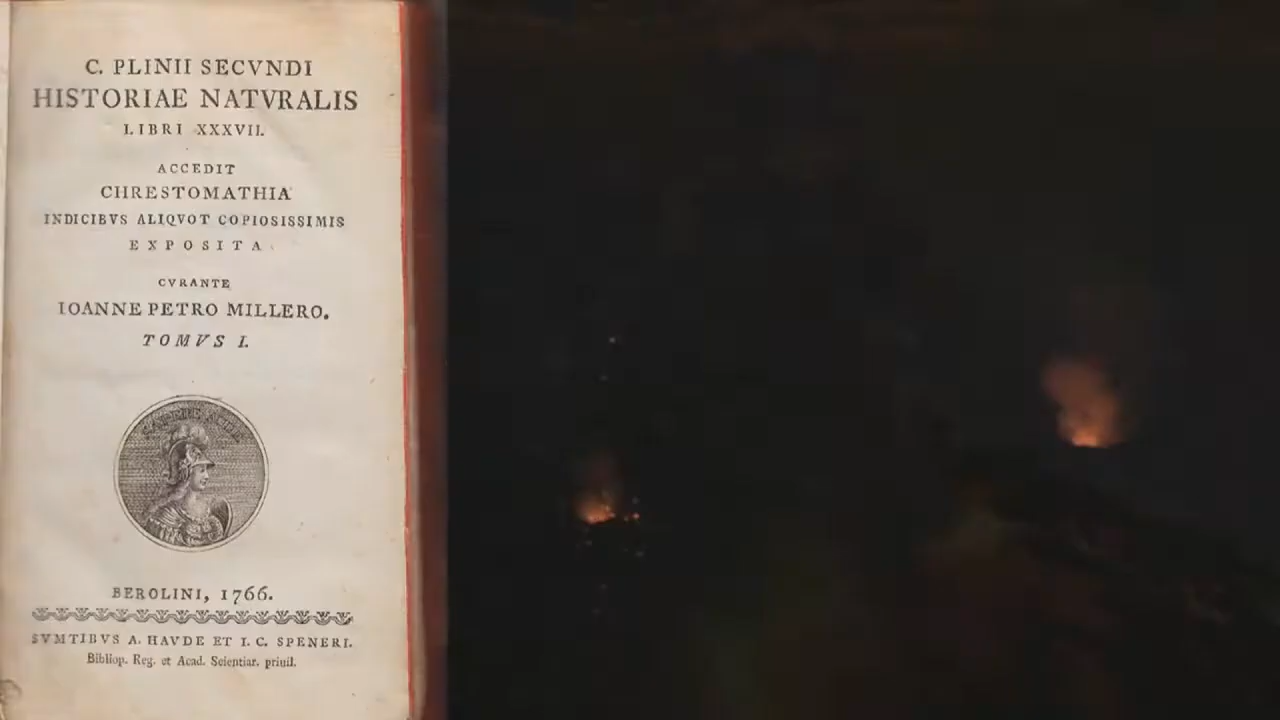 C. PLINII SECVNDI
HISTORIAE NATVRALIS
LIBRI XXXVII.
ACCEDIT
CHRESTOMATHIA
INDICIBVS ALIQVOT COPIOSISSIMIS
EXPOSITA
CVRANTE
IOANNE PETRO MILLERO.
TOMVS I.
BEROLINI, 1766.
SVMTIBVS A. HAVDE ET I. C. SPENERI.
Bibliop. Reg. et Acad. Scientiar. priuil.